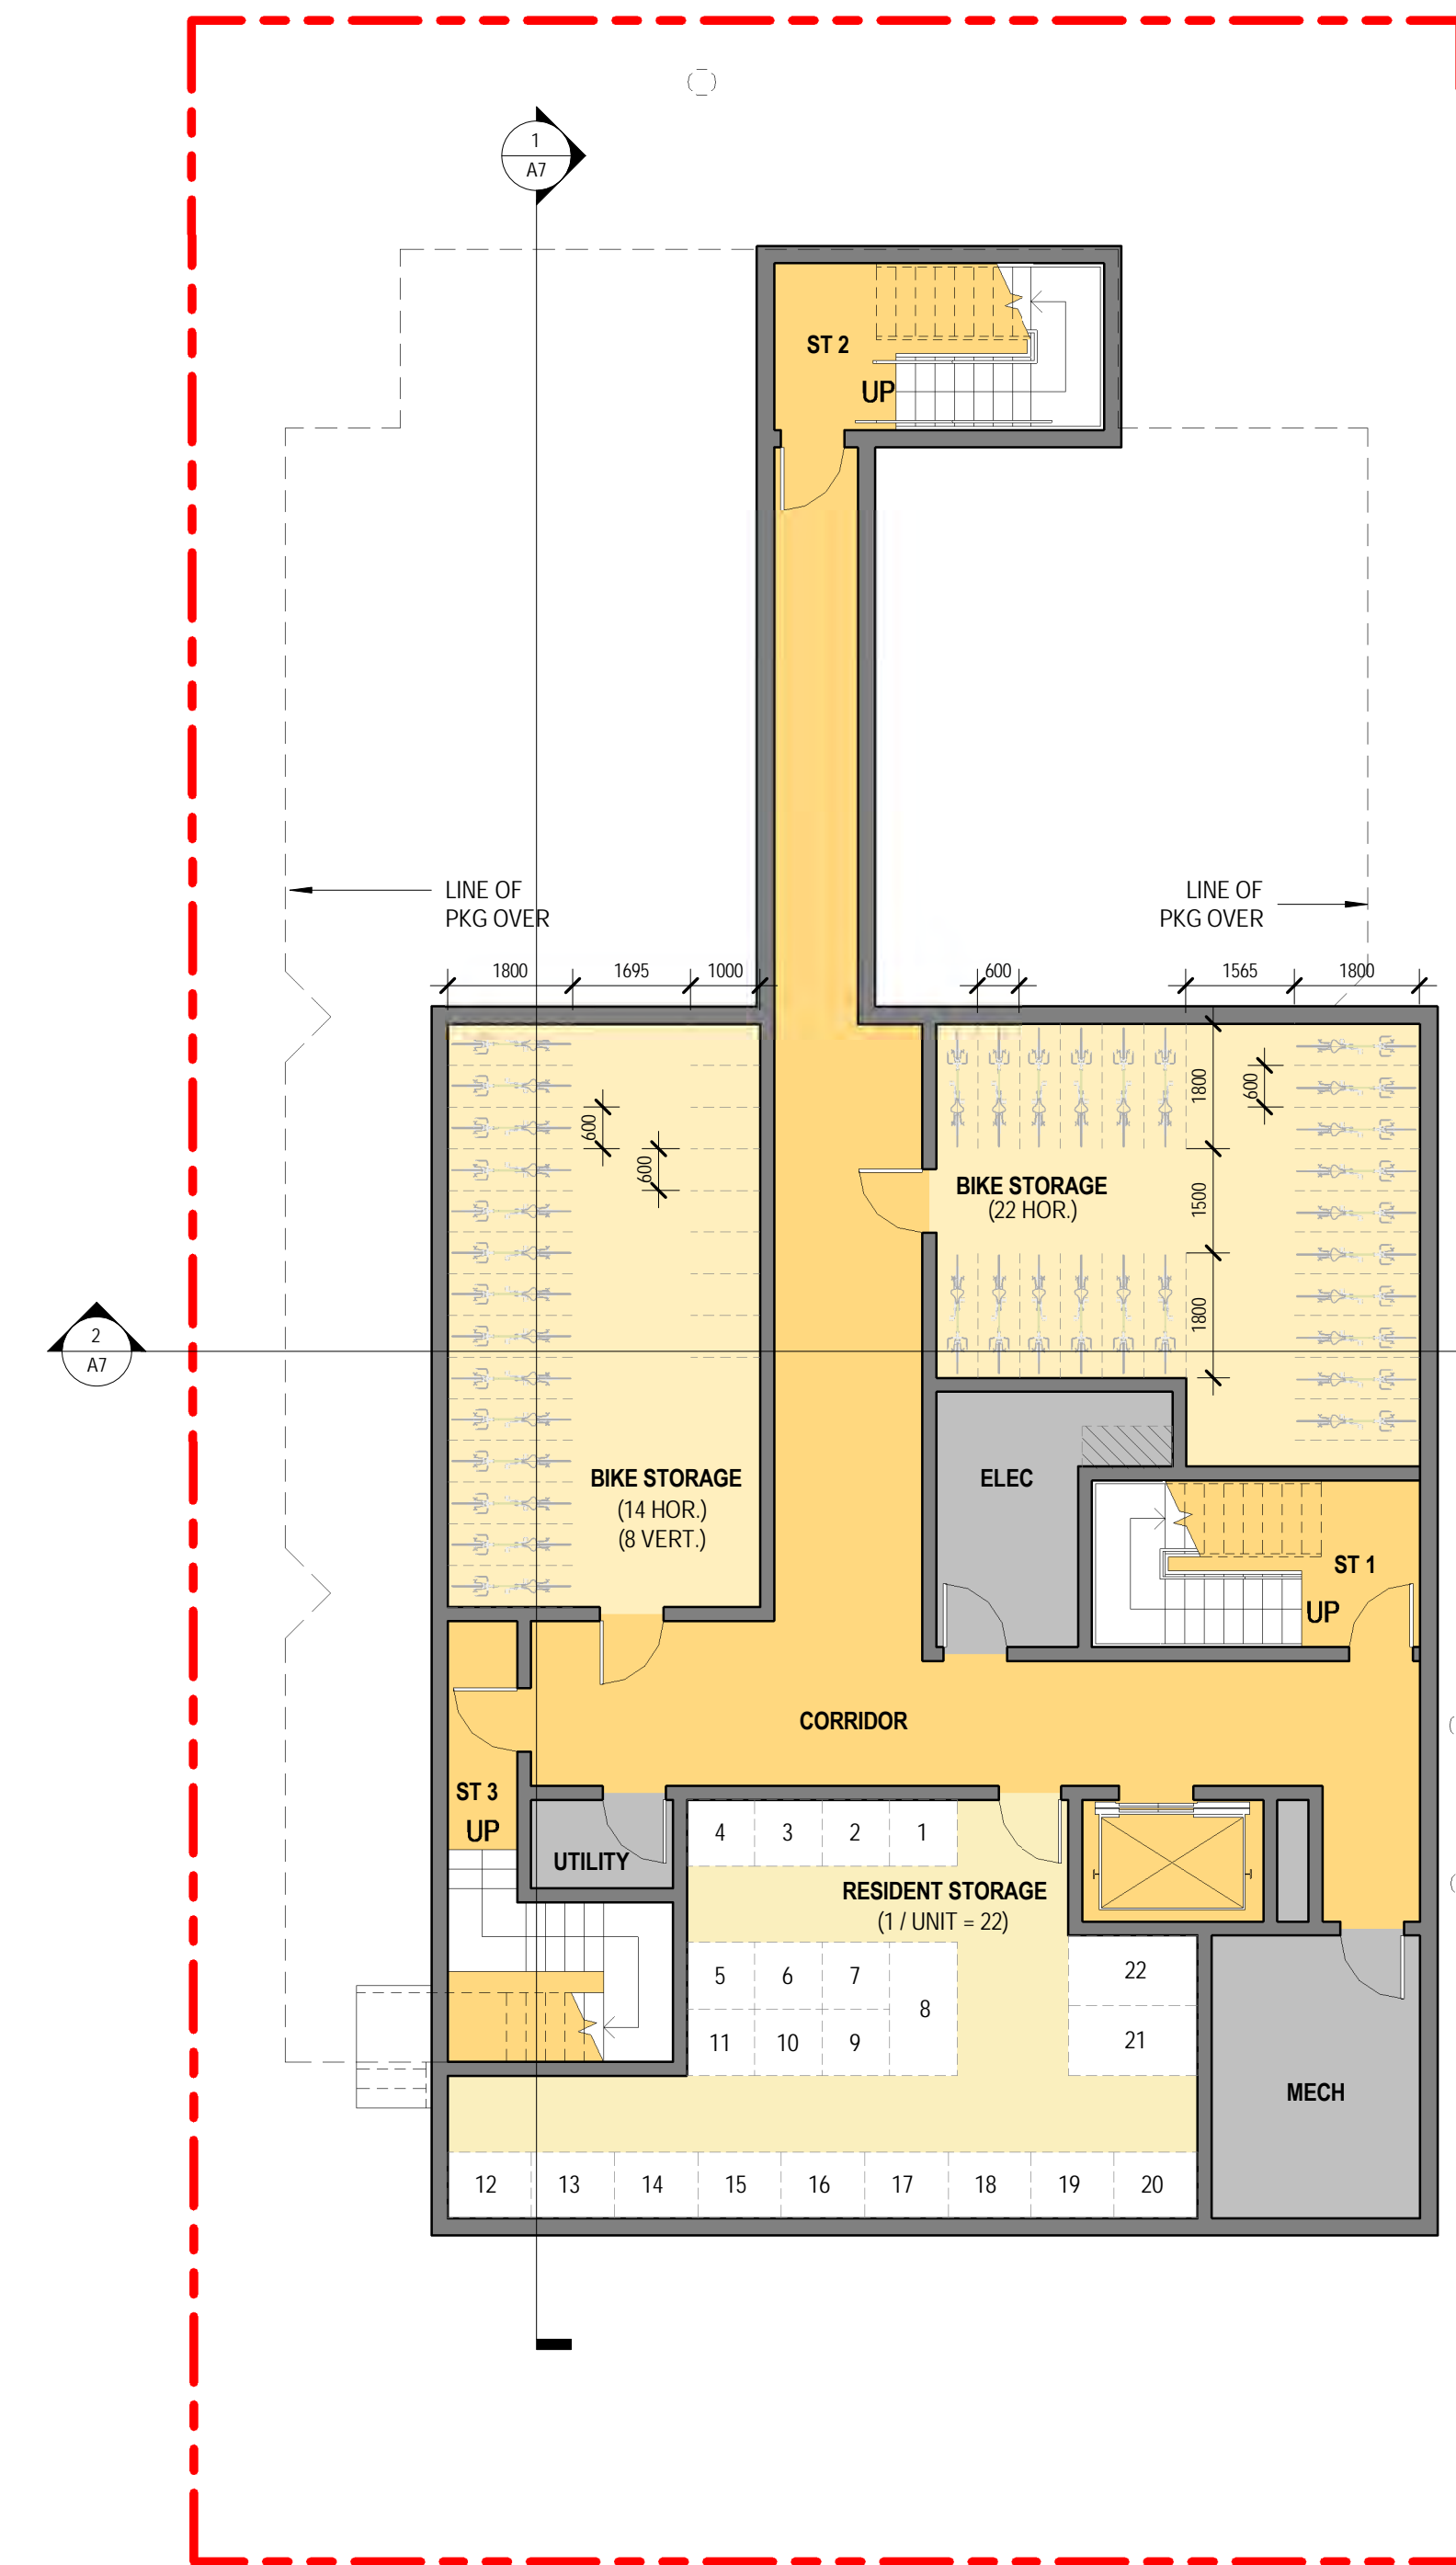 1
A7
ST 2
UP
LINE OF
PKG OVER
LINE OF
PKG OVER
1800
1695
1000
600
1565
1800
600
600
1800
600
1500
1800
BIKE STORAGE
(22 HOR.)
2
A7
BIKE STORAGE
(14 HOR.)
(8 VERT.)
ELEC
ST 1
UP
CORRIDOR
ST 3
UP
UTILITY
4 3 2 1
RESIDENT STORAGE
(1 / UNIT = 22)
5 6 7
8
11 10 9
22
21
MECH
12 13 14 15 16 17 18 19 20